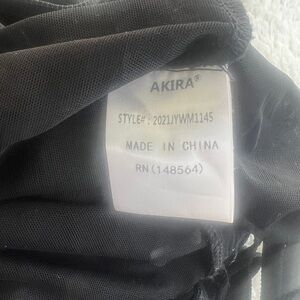 AKIRA®
STYLE#: 2021JYWM1145
MADE IN CHINA
RN(148564)